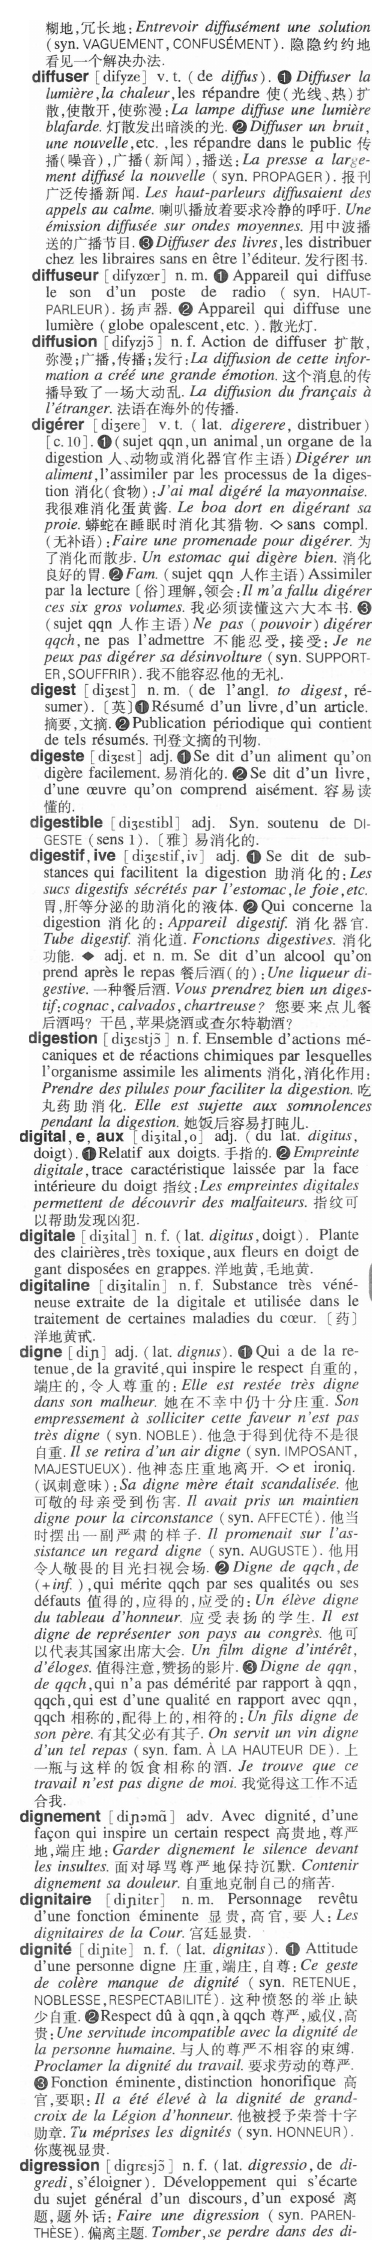 糊地,冗长地: Entrevoir diffusément une solution
(syn. VAGUEMENT, CONFUSÉMENT). 隐隐约约地
看见一个解决办法.
diffuser [difyze] v. t. (de diffus). ❶ Diffuser la
lumière, la chaleur, les répandre 使(光线、热)扩
散,使散开,使弥漫: La lampe diffuse une lumière
blafarde. 灯散发出暗淡的光. ❷ Diffuser un bruit,
une nouvelle, etc. , les répandre dans le public 传
播(噪音),广播(新闻),播送: La presse a large-
ment diffusé la nouvelle (syn. PROPAGER). 报刊
广泛传播新闻. Les haut-parleurs diffusaient des
appels au calme. 喇叭播放着要求冷静的呼吁. Une
émission diffusée sur ondes moyennes. 用中波播
送的广播节目. ❸ Diffuser des livres, les distribuer
chez les libraires sans en être l'éditeur. 发行图书.
diffuseur [difyzœr] n. m. ❶ Appareil qui diffuse
le son d'un poste de radio ( syn. HAUT-
PARLEUR). 扬声器. ❷ Appareil qui diffuse une
lumière (globe opalescent, etc. ). 散光灯.
diffusion [difyzjɔ̃] n. f. Action de diffuser 扩散,
弥漫;广播,传播;发行: La diffusion de cette infor-
mation a créé une grande émotion. 这个消息的传
播导致了一场大动乱. La diffusion du français à
l'étranger. 法语在海外的传播.
digérer [diʒere] v. t. ( lat. digerere, distribuer)
[c. 10]. ❶ (sujet qqn, un animal, un organe de la
digestion 人、动物或消化器官作主语) Digérer un
aliment, l'assimiler par les processus de la diges-
tion 消化(食物): J'ai mal digéré la mayonnaise.
我很难消化蛋黄酱. Le boa dort en digérant sa
proie. 蟒蛇在睡眠时消化其猎物. ◇ sans compl.
(无补语): Faire une promenade pour digérer. 为
了消化而散步. Un estomac qui digère bien. 消化
良好的胃. ❷ Fam. (sujet qqn 人作主语) Assimiler
par la lecture [俗]理解,领会: Il m'a fallu digérer
ces six gros volumes. 我必须读懂这六大本书. ❸
(sujet qqn 人作主语) Ne pas (pouvoir) digérer
qqch, ne pas l'admettre 不能忍受,接受: Je ne
peux pas digérer sa désinvolture (syn. SUPPORT-
ER, SOUFFRIR). 我不能容忍他的无礼.
digest [diʒɛst] n. m. ( de l'angl. to digest, ré-
sumer). [英] ❶ Résumé d'un livre, d'un article.
摘要,文摘. ❷ Publication périodique qui contient
de tels résumés. 刊登文摘的刊物.
digeste [diʒɛst] adj. ❶ Se dit d'un aliment qu'on
digère facilement. 易消化的. ❷ Se dit d'un livre,
d'une œuvre qu'on comprend aisément. 容易读
懂的.
digestible [diʒɛstibl] adj. Syn. soutenu de DI-
GESTE (sens 1). [雅] 易消化的.
digestif, ive [diʒɛstif, iv] adj. ❶ Se dit de sub-
stances qui facilitent la digestion 助消化的: Les
sucs digestifs sécrétés par l'estomac, le foie, etc.
胃,肝等分泌的助消化的液体. ❷ Qui concerne la
digestion 消化的: Appareil digestif. 消化器官.
Tube digestif. 消化道. Fonctions digestives. 消化
功能. ◆ adj. et n. m. Se dit d'un alcool qu'on
prend après le repas 餐后酒(的): Une liqueur di-
gestive. 一种餐后酒. Vous prendrez bien un diges-
tif: cognac, calvados, chartreuse? 您要来点儿餐
后酒吗? 干邑,苹果烧酒或查尔特勒酒?
digestion [diʒɛstjɔ̃] n. f. Ensemble d'actions mé-
caniques et de réactions chimiques par lesquelles
l'organisme assimile les aliments 消化,消化作用:
Prendre des pilules pour faciliter la digestion. 吃
丸药助消化. Elle est sujette aux somnolences
pendant la digestion. 她饭后容易打盹儿.
digital, e, aux [diʒital, o] adj. ( du lat. digitus,
doigt). ❶ Relatif aux doigts. 手指的. ❷ Empreinte
digitale, trace caractéristique laissée par la face
intérieure du doigt 指纹: Les empreintes digitales
permettent de découvrir des malfaiteurs. 指纹可
以帮助发现凶犯.
digitale [diʒital] n. f. (lat. digitus, doigt). Plante
des clairières, très toxique, aux fleurs en doigt de
gant disposées en grappes. 洋地黄,毛地黄.
digitaline [diʒitalin] n. f. Substance très véné-
neuse extraite de la digitale et utilisée dans le
traitement de certaines maladies du cœur. [药]
洋地黄甙.
digne [diɲ] adj. (lat. dignus). ❶ Qui a de la re-
tenue, de la gravité, qui inspire le respect 自重的,
端庄的,令人尊重的: Elle est restée très digne
dans son malheur. 她在不幸中仍十分庄重. Son
empressement à solliciter cette faveur n'est pas
très digne (syn. NOBLE). 他急于得到优待不是很
自重. Il se retira d'un air digne (syn. IMPOSANT,
MAJESTUEUX). 他神态庄重地离开. ◇ et ironiq.
(讽刺意味): Sa digne mère était scandalisée. 他
可敬的母亲受到伤害. Il avait pris un maintien
digne pour la circonstance (syn. AFFECTÉ). 他当
时摆出一副严肃的样子. Il promenait sur l'as-
sistance un regard digne (syn. AUGUSTE). 他用
令人敬畏的目光扫视会场. ❷ Digne de qqch, de
(+inf. ), qui mérite qqch par ses qualités ou ses
défauts 值得的,应得的,应受的: Un élève digne
du tableau d'honneur. 应受表扬的学生. Il est
digne de représenter son pays au congrès. 他可
以代表其国家出席大会. Un film digne d'intérêt,
d'éloges. 值得注意,赞扬的影片. ❸ Digne de qqn,
de qqch, qui n'a pas démérité par rapport à qqn,
qqch, qui est d'une qualité en rapport avec qqn,
qqch 相称的,配得上的,相符的: Un fils digne de
son père. 有其父必有其子. On servit un vin digne
d'un tel repas (syn. fam. À LA HAUTEUR DE). 上
一瓶与这样的饭食相称的酒. Je trouve que ce
travail n'est pas digne de moi. 我觉得这工作不适
合我.
dignement [diɲəmɑ̃] adv. Avec dignité, d'une
façon qui inspire un certain respect 高贵地,尊严
地,端庄地: Garder dignement le silence devant
les insultes. 面对辱骂尊严地保持沉默. Contenir
dignement sa douleur. 自重地克制自己的痛苦.
dignitaire [diɲitɛr] n. m. Personnage revêtu
d'une fonction éminente 显贵,高官,要人: Les
dignitaires de la Cour. 宫廷显贵.
dignité [diɲite] n. f. (lat. dignitas). ❶ Attitude
d'une personne digne 庄重,端庄,自尊: Ce geste
de colère manque de dignité ( syn. RETENUE,
NOBLESSE, RESPECTABILITÉ). 这种愤怒的举止缺
少自重. ❷ Respect dû à qqn, à qqch 尊严,威仪,高
贵: Une servitude incompatible avec la dignité de
la personne humaine. 与人的尊严不相容的束缚.
Proclamer la dignité du travail. 要求劳动的尊严.
❸ Fonction éminente, distinction honorifique 高
官,要职: Il a été élevé à la dignité de grand-
croix de la Légion d'honneur. 他被授予荣誉十字
勋章. Tu méprises les dignités (syn. HONNEUR).
你蔑视显贵.
digression [digrɛsjɔ̃] n. f. (lat. digressio, de di-
gredi, s'éloigner). Développement qui s'écarte
du sujet général d'un discours, d'un exposé 离
题,题外话: Faire une digression (syn. PAREN-
THÈSE). 偏离主题. Tomber, se perdre dans des di-